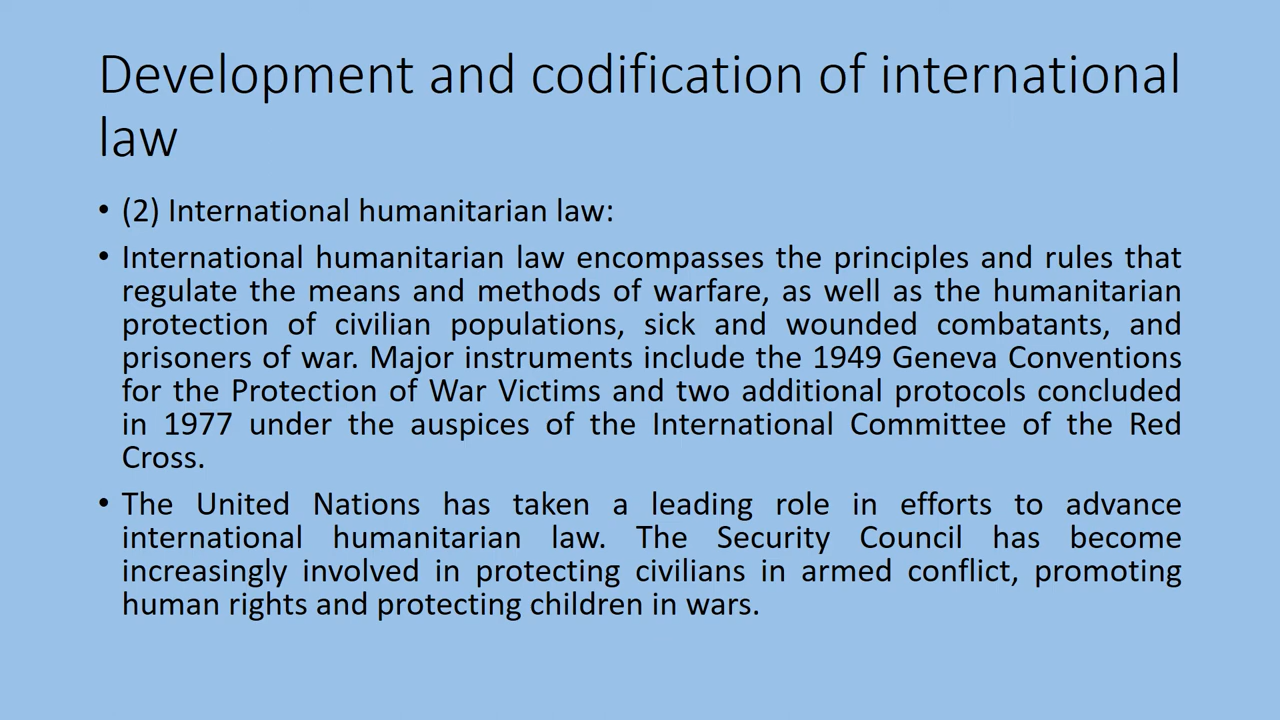 Development and codification of international
law
• (2) International humanitarian law:
• International humanitarian law encompasses the principles and rules that
regulate the means and methods of warfare, as well as the humanitarian
protection of civilian populations, sick and wounded combatants, and
prisoners of war. Major instruments include the 1949 Geneva Conventions
for the Protection of War Victims and two additional protocols concluded
in 1977 under the auspices of the International Committee of the Red
Cross.
• The United Nations has taken a leading role in efforts to advance
international humanitarian law. The Security Council has become
increasingly involved in protecting civilians in armed conflict, promoting
human rights and protecting children in wars.